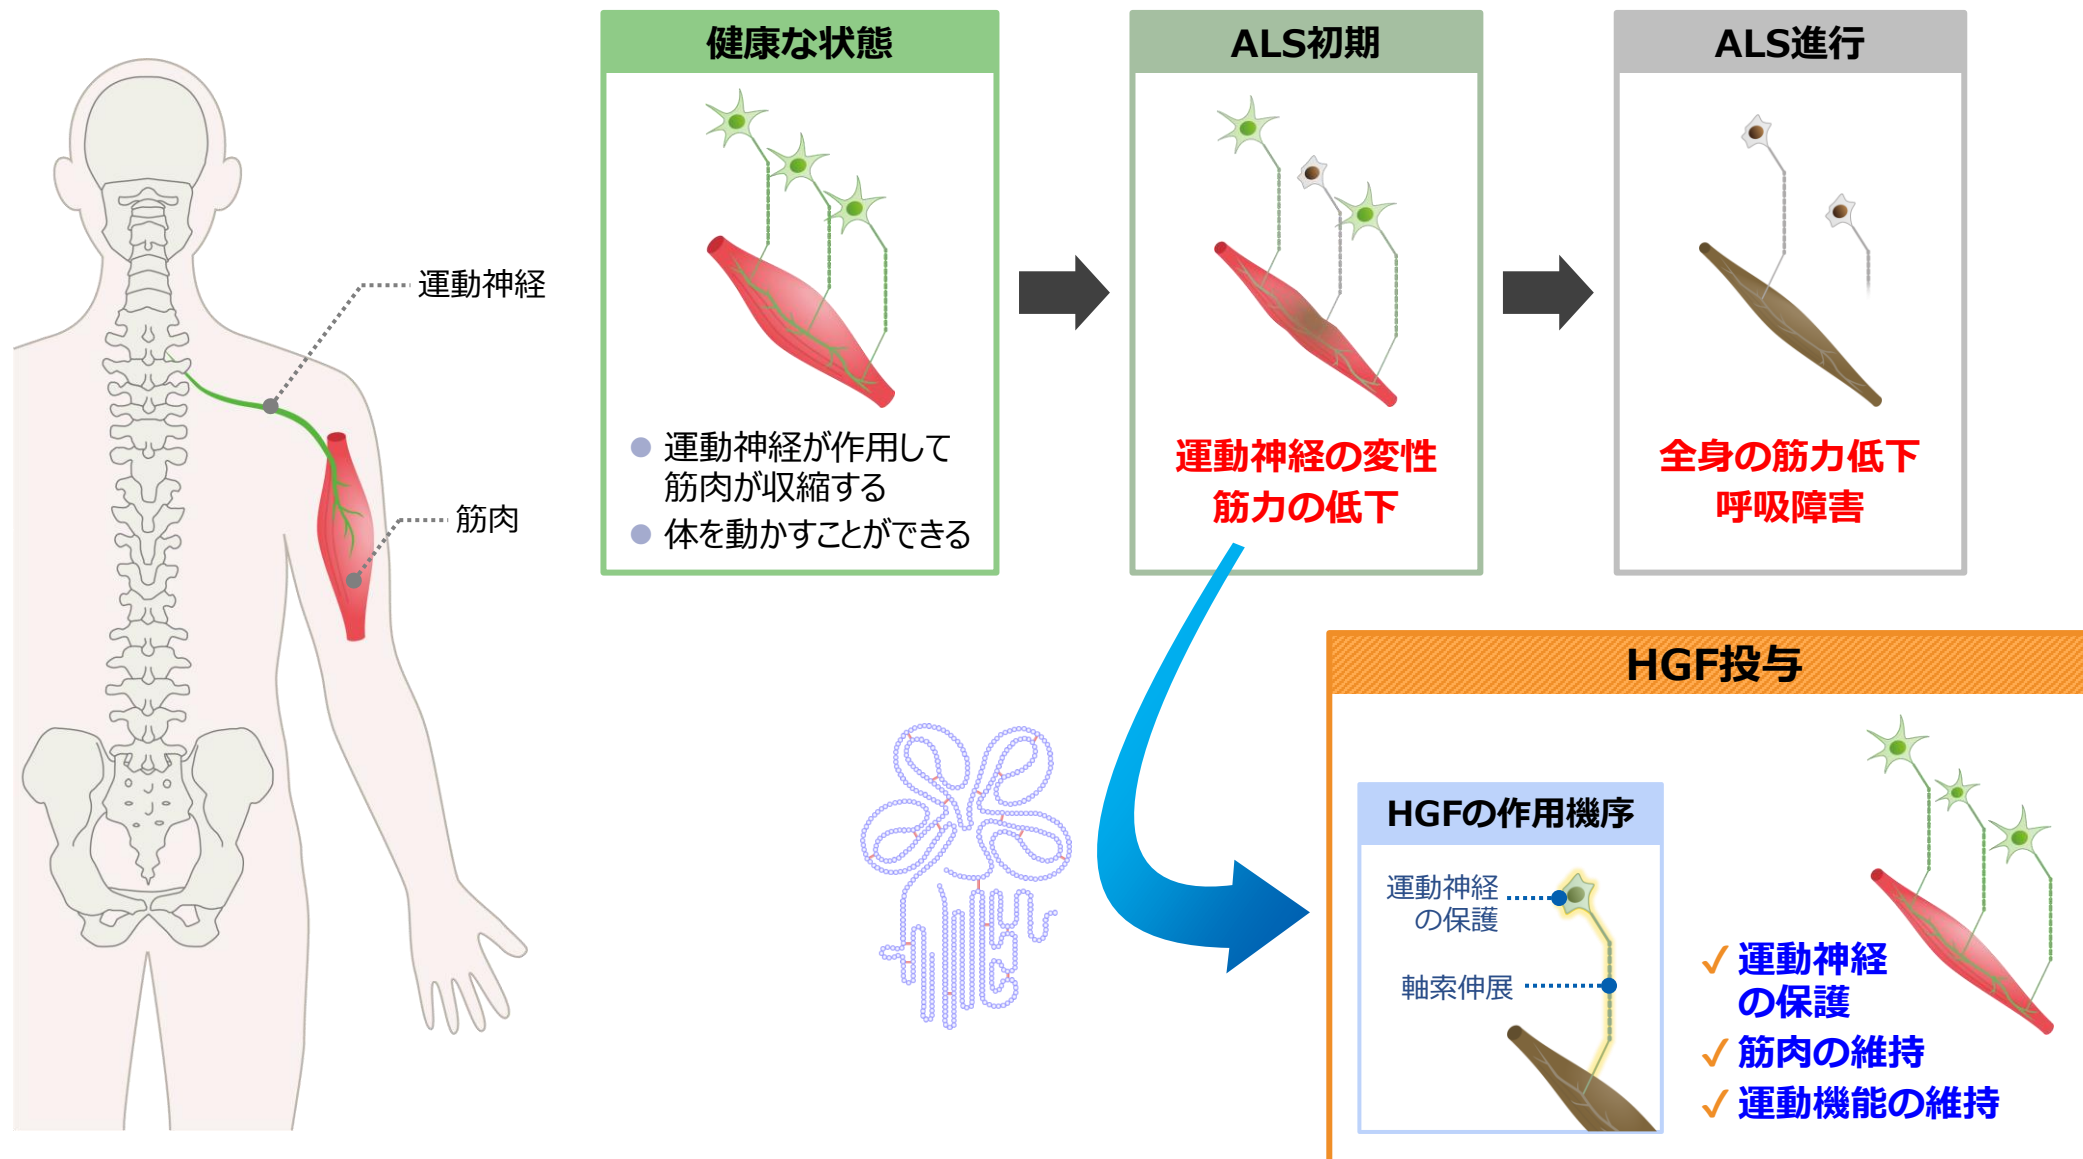 運動神経
筋肉
健康な状態
運動神経が作用して
筋肉が収縮する
体を動かすことができる
ALS初期
運動神経の変性
筋力の低下
ALS進行
全身の筋力低下
呼吸障害
HGF投与
HGFの作用機序
運動神経
の保護
軸索伸展
✓運動神経
の保護
✓筋肉の維持
✓運動機能の維持